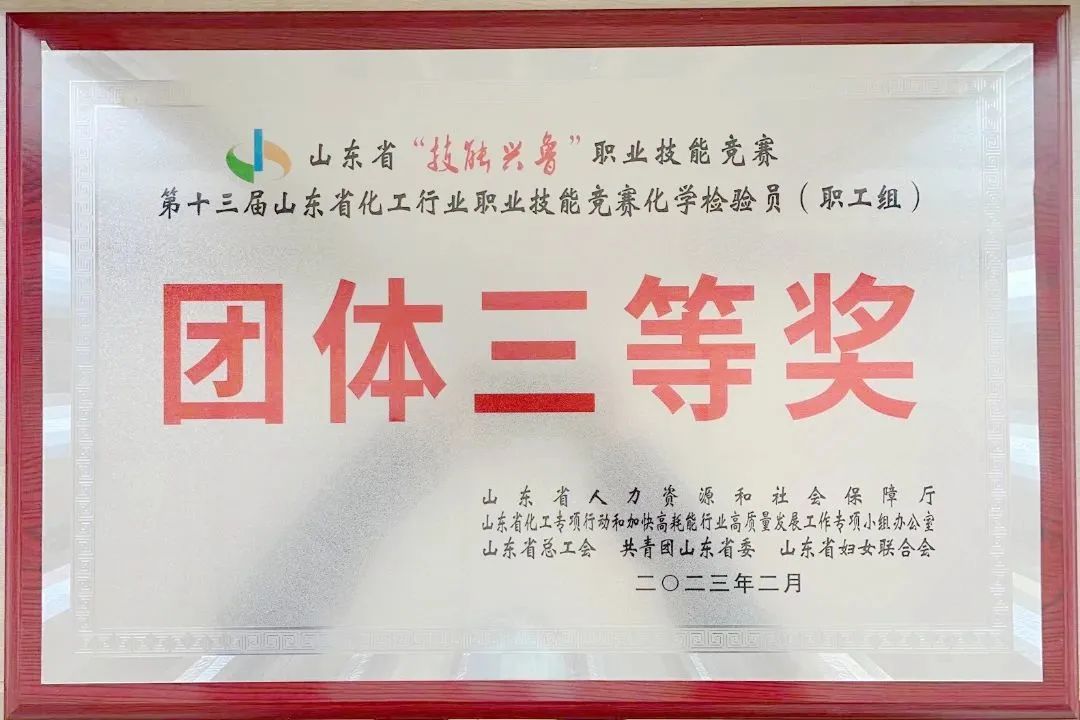 山东省“技能兴鲁”职业技能竞赛
第十三届山东省化工行业职业技能竞赛化学检验员（职工组）
团体三等奖
山东省人力资源和社会保障厅
山东省化工专项行动和加快高耗能行业高质量发展工作专项小组办公室
山东省总工会 共青团山东省委 山东省妇女联合会
二〇二三年二月